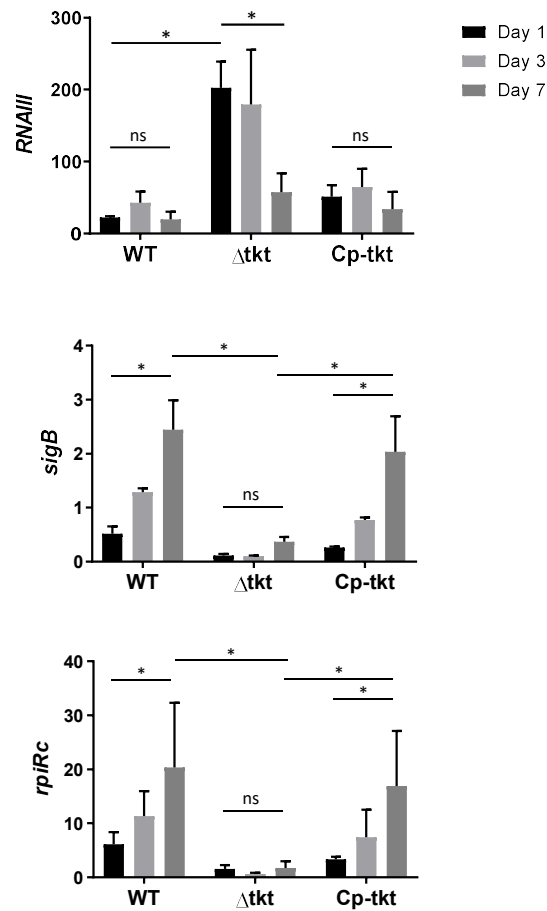 Day 1
Day 3
Day 7
RNAIII
300
200
100
0
*
*
ns
ns
WT
Δtkt
Cp-tkt
sigB
4
3
2
1
0
*
*
*
*
ns
WT
Δtkt
Cp-tkt
rpiRc
40
30
20
10
0
*
*
*
*
ns
WT
Δtkt
Cp-tkt